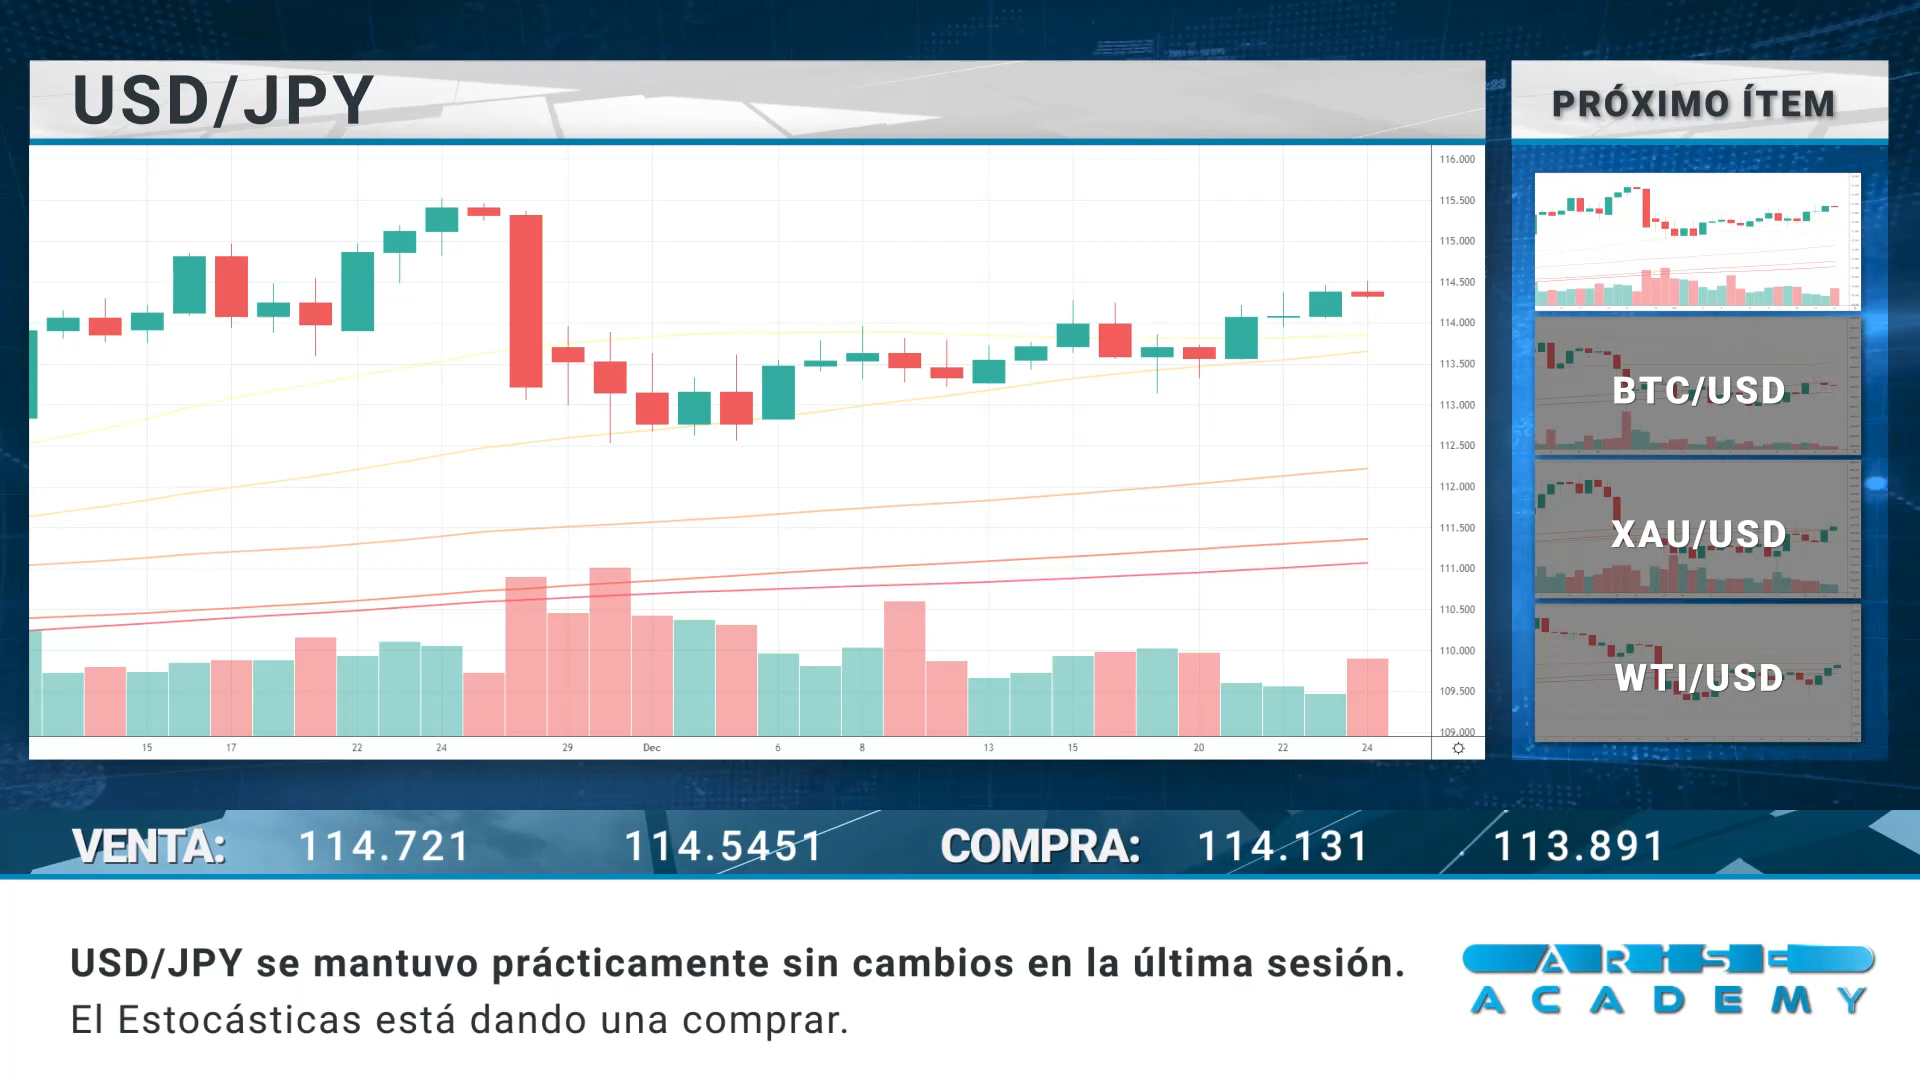 USD/JPY
PRÓXIMO ÍTEM
116.000
115.500
115.000
114.500
114.000
113.500
113.000
112.500
112.000
111.500
111.000
110.500
110.000
109.500
109.000
15 17 22 24 29 Dec 6 8 13 15 20 22 24
BTC/USD
XAU/USD
WTI/USD
VENTA: 114.721 114.5451 COMPRA: 114.131 113.891
USD/JPY se mantuvo prácticamente sin cambios en la última sesión.
El Estocásticas está dando una comprar.
ARISE
ACADEMY